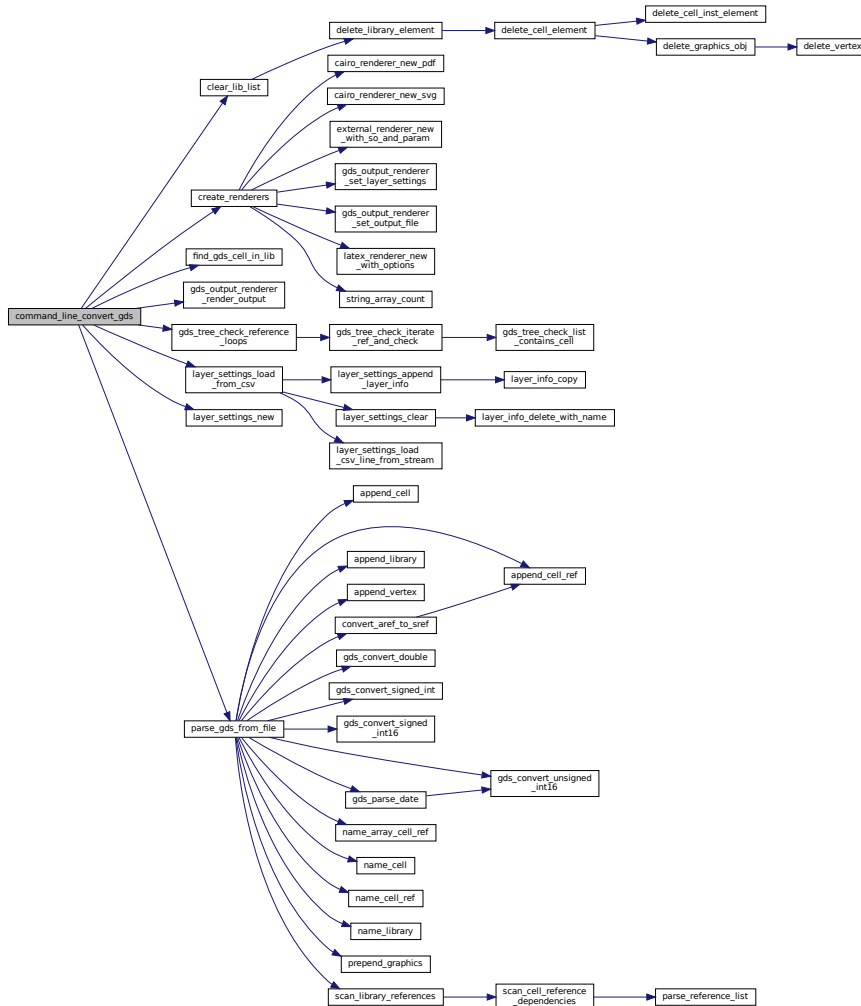 delete_cell_inst_element
delete_library_element
delete_cell_element
delete_graphics_obj
delete_vertex
cairo_renderer_new_pdf
clear_lib_list
cairo_renderer_new_svg
external_renderer_new
_with_so_and_param
gds_output_renderer
_set_layer_settings
create_renderers
gds_output_renderer
_set_output_file
latex_renderer_new
_with_options
find_gds_cell_in_lib
string_array_count
gds_output_renderer
_render_output
command_line_convert_gds
gds_tree_check_reference
_loops
gds_tree_check_iterate
_ref_and_check
gds_tree_check_list
_contains_cell
layer_settings_load
_from_csv
layer_settings_append
_layer_info
layer_info_copy
layer_settings_new
layer_settings_clear
layer_info_delete_with_name
layer_settings_load
_csv_line_from_stream
append_cell
append_library
append_cell_ref
append_vertex
convert_aref_to_sref
gds_convert_double
gds_convert_signed_int
parse_gds_from_file
gds_convert_signed
_int16
gds_convert_unsigned
_int16
gds_parse_date
name_array_cell_ref
name_cell
name_cell_ref
name_library
prepend_graphics
scan_library_references
scan_cell_reference
_dependencies
parse_reference_list